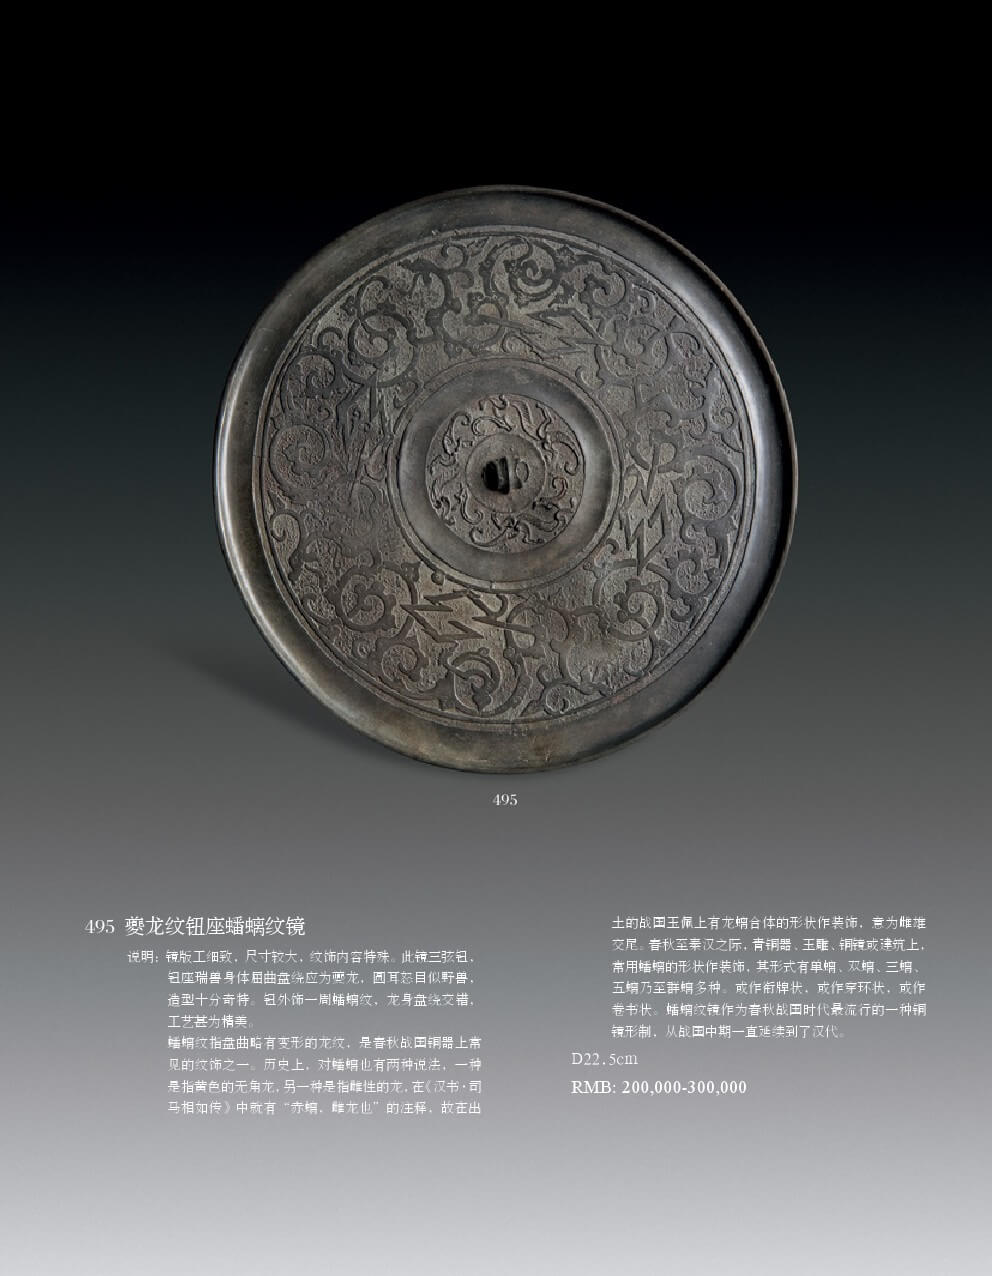 495
495 夔龙纹钮座蟠螭纹镜
说明：镜版工细致，尺寸较大，纹饰内容特殊。此镜三弦钮，
钮座瑞兽身体屈曲盘绕应为夔龙，圆耳怒目似野兽，
造型十分奇特。钮外饰一周蟠螭纹，龙身盘绕交错，
工艺甚为精美。
蟠螭纹指盘曲略有变形的龙纹，是春秋战国铜器上常
见的纹饰之一。历史上，对蟠螭也有两种说法，一种
是指黄色的无角龙，另一种是指雌性的龙，在《汉书·司
马相如传》中就有“赤螭，雌龙也”的注释，故在出
土的战国玉佩上有龙螭合体的形状作装饰，意为雌雄
交尾。春秋至秦汉之际，青铜器、玉雕、铜镜或建筑上，
常用蟠螭的形状作装饰，其形式有单螭、双螭、三螭、
五螭乃至群螭多种。或作衔牌状，或作穿环状，或作
卷书状。蟠螭纹镜作为春秋战国时代最流行的一种铜
镜形制，从战国中期一直延续到了汉代。
D22.5cm
RMB: 200,000-300,000